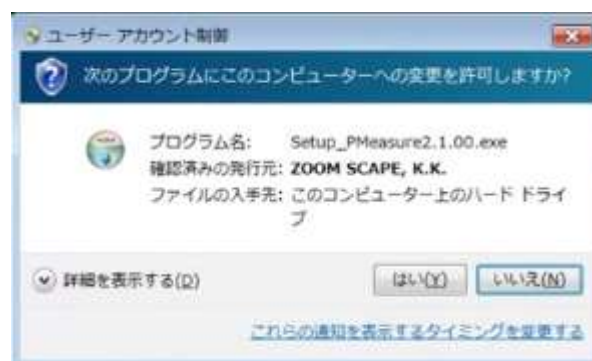 ユーザー アカウント制御
次のプログラムにこのコンピューターへの変更を許可しますか?
プログラム名: Setup_PMeasure2.1.00.exe
確認済みの発行元: ZOOM SCAPE, K.K.
ファイルの入手先: このコンピューター上のハード ドライ
ブ
詳細を表示する(D)
はい(Y)
いいえ(N)
これらの通知を表示するタイミングを変更する